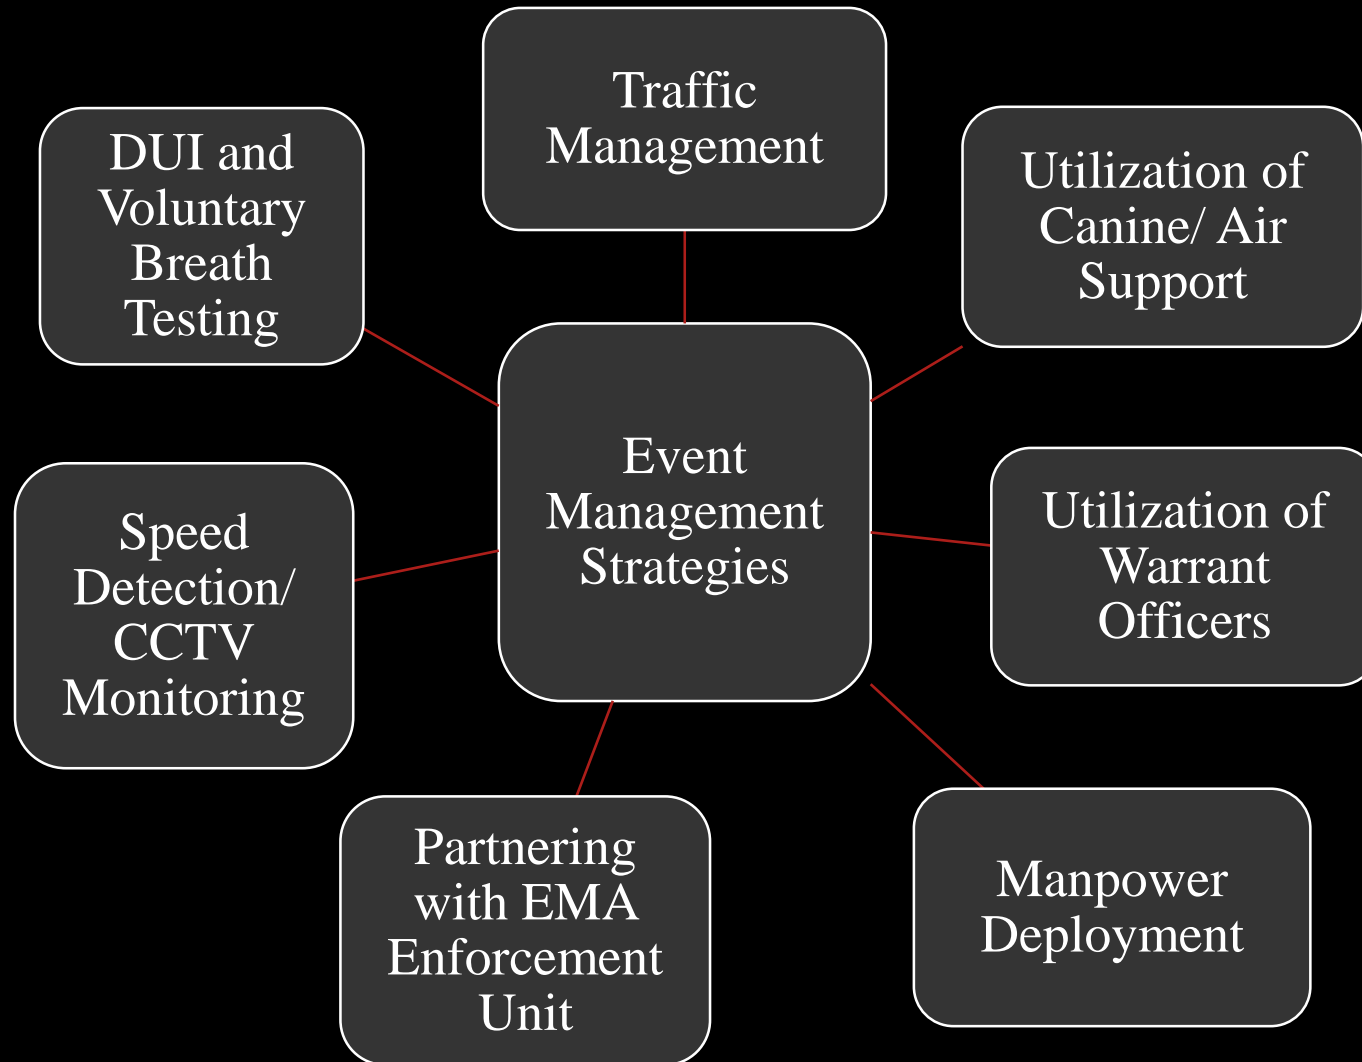 Traffic
Management
DUI and
Voluntary
Breath
Testing
Utilization of
Canine/ Air
Support
Event
Management
Strategies
Speed
Detection/
CCTV
Monitoring
Utilization of
Warrant
Officers
Partnering
with EMA
Enforcement
Unit
Manpower
Deployment